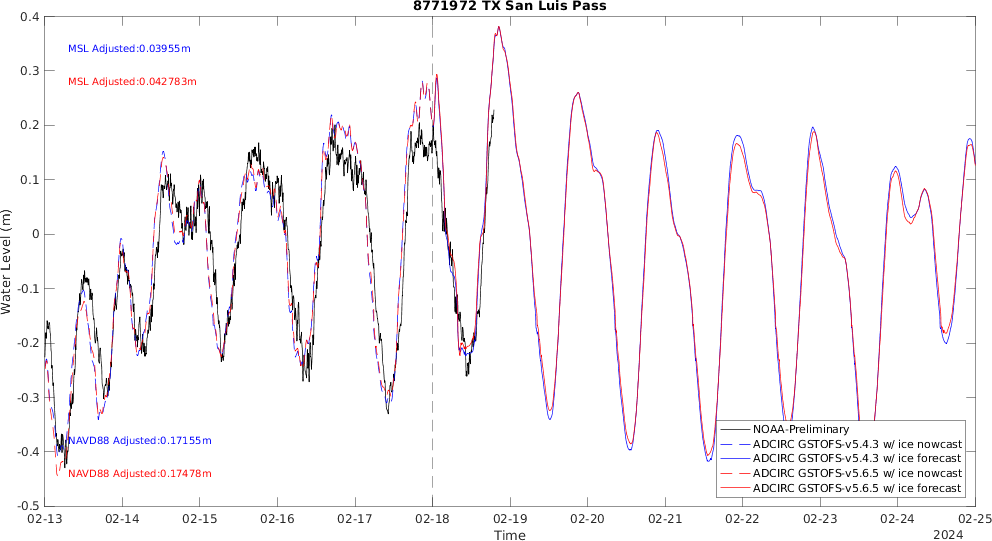 8771972 TX San Luis Pass
0.4
0.3
0.2
0.1
0
-0.1
-0.2
-0.3
-0.4
-0.5
Water Level (m)
MSL Adjusted:0.03955m
MSL Adjusted:0.042783m
NAVD88 Adjusted:0.17155m
NAVD88 Adjusted:0.17478m
NOAA-Preliminary
ADCIRC GSTOFS-v5.4.3 w/ ice nowcast
ADCIRC GSTOFS-v5.4.3 w/ ice forecast
ADCIRC GSTOFS-v5.6.5 w/ ice nowcast
ADCIRC GSTOFS-v5.6.5 w/ ice forecast
02-13 02-14 02-15 02-16 02-17 02-18 02-19 02-20 02-21 02-22 02-23 02-24 02-25
Time
2024